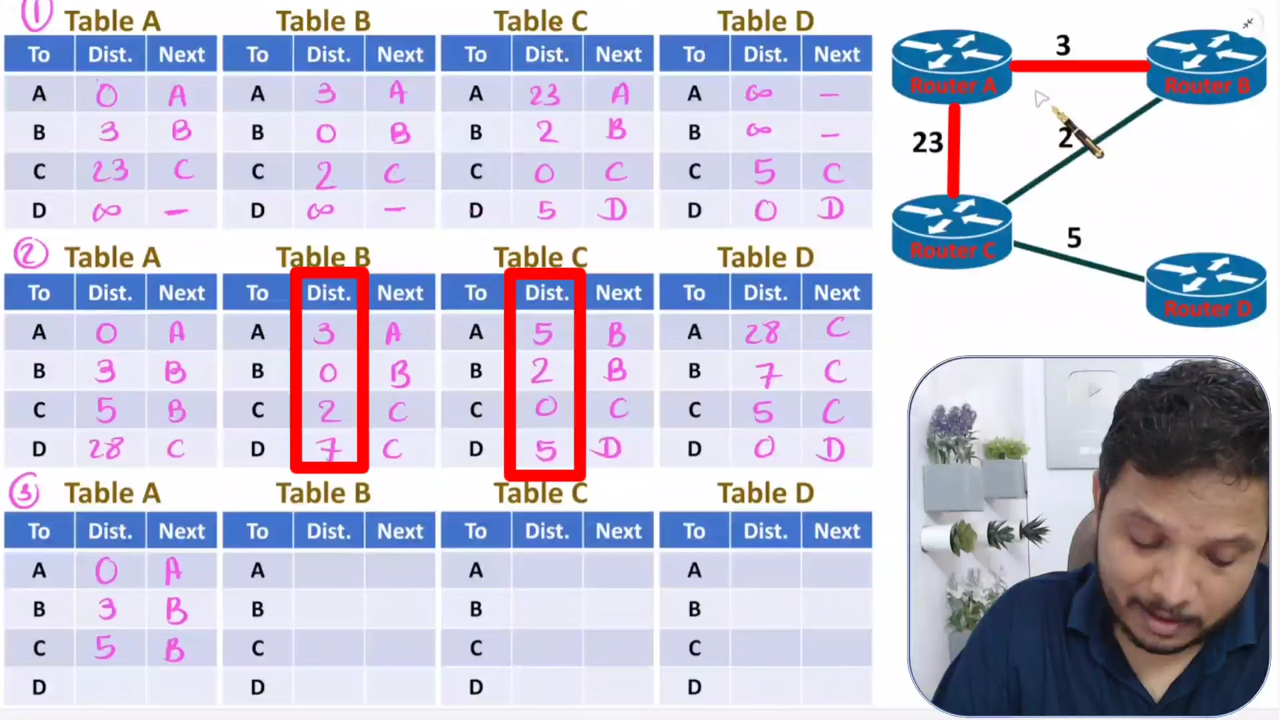 ① Table A Table B Table C Table D
To Dist. Next To Dist. Next To Dist. Next To Dist. Next
A 0 A A 3 A A 23 A A ∞ –
B 3 B B 0 B B 2 B B ∞ –
C 23 C C 2 C C 0 C C 5 C
D ∞ – D ∞ – D 5 D D 0 D
② Table A Table B Table C Table D
To Dist. Next To Dist. Next To Dist. Next To Dist. Next
A 0 A A 3 A A 5 B A 28 C
B 3 B B 0 B B 2 B B 7 C
C 5 B C 2 C C 0 C C 5 C
D 28 C D 7 C D 5 D D 0 D
③ Table A Table B Table C Table D
To Dist. Next To Dist. Next To Dist. Next To Dist. Next
A 0 A A A A
B 3 B B B B
C 5 B C C C
D D D D
3
Router A Router B
23 2
Router C
5
Router D